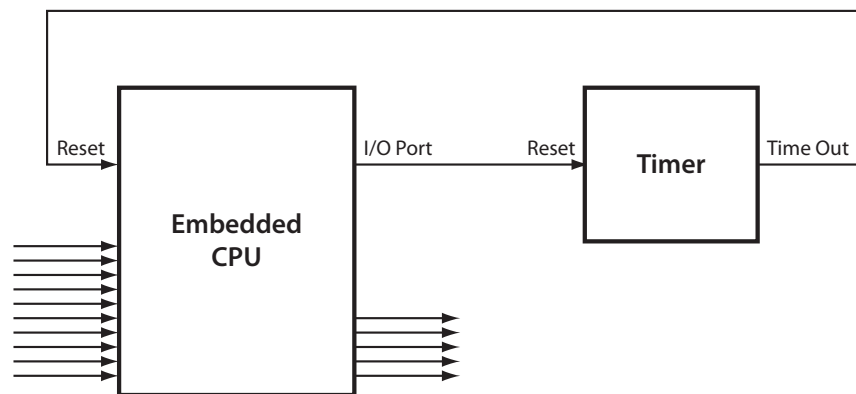 Reset
I/O Port
Reset
Timer
Time Out
Embedded
CPU